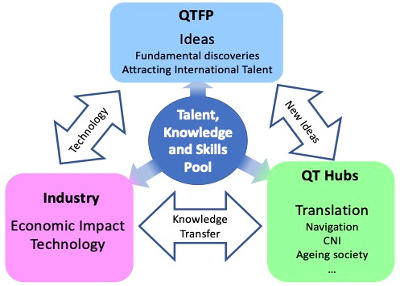 QTFP
Ideas
Fundamental discoveries
Attracting International Talent
Technology
Talent,
Knowledge
and Skills
Pool
New Ideas
Industry
Economic Impact
Technology
Knowledge
Transfer
QT Hubs
Translation
Navigation
CNI
Ageing society
...